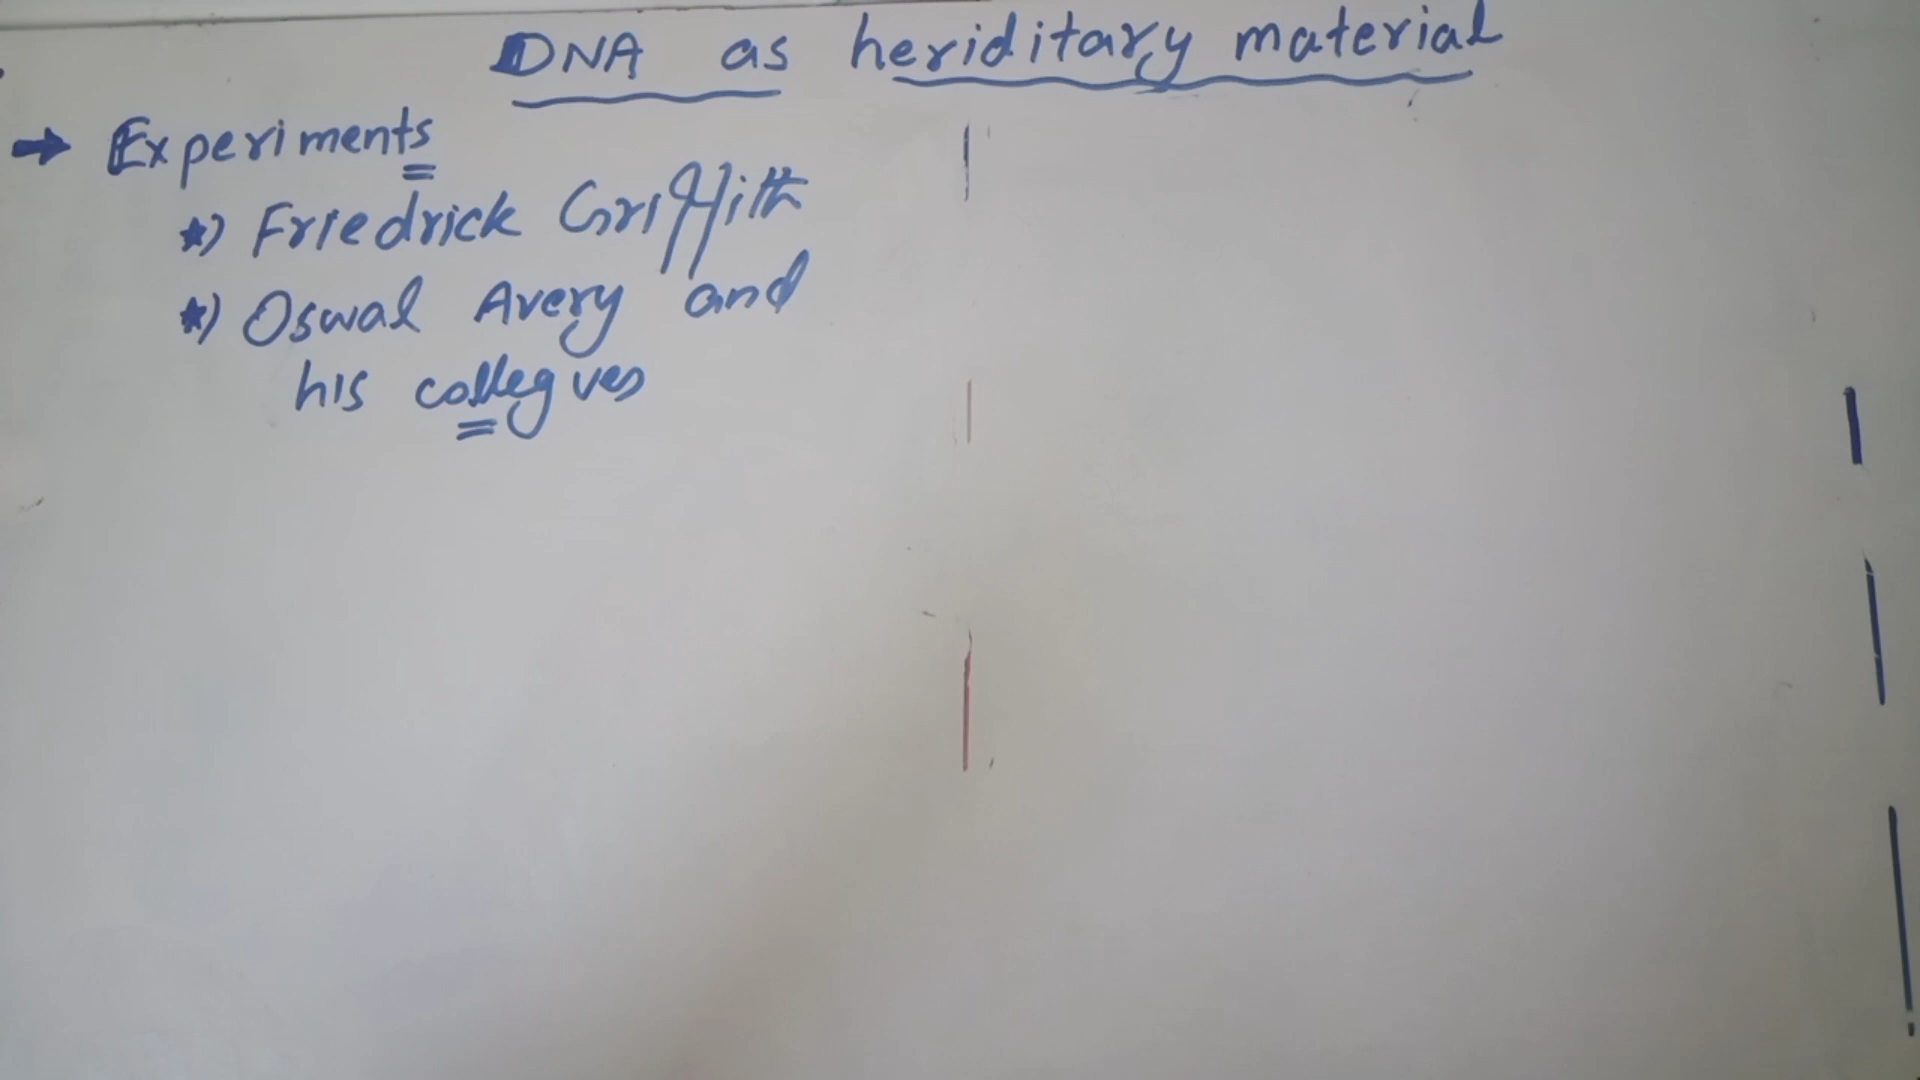 DNA as heriditary material
→ Experiments
*) Friedrick Griffith
*) Oswal Avery and
his collegues